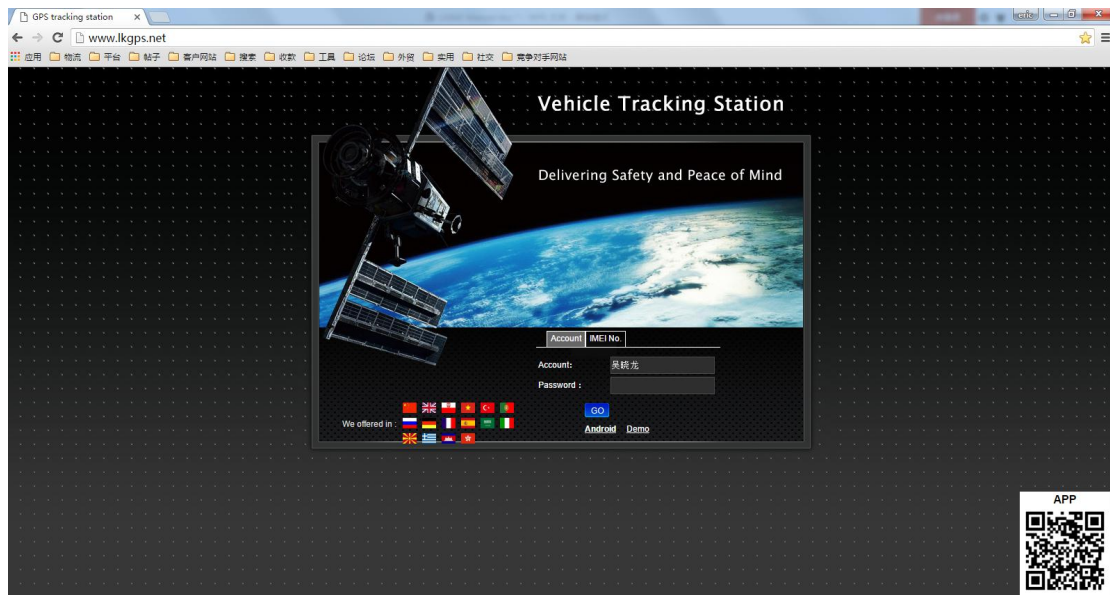 GPS tracking station
eric
www.lkgps.net
应用 物流 平台 帖子 客户网站 搜索 收款 工具 论坛 外贸 实用 社交 竞争对手网站
Vehicle Tracking Station
Delivering Safety and Peace of Mind
Account IMEI No.
Account: 吴晓龙
Password :
GO
We offered in :
Android Demo
APP